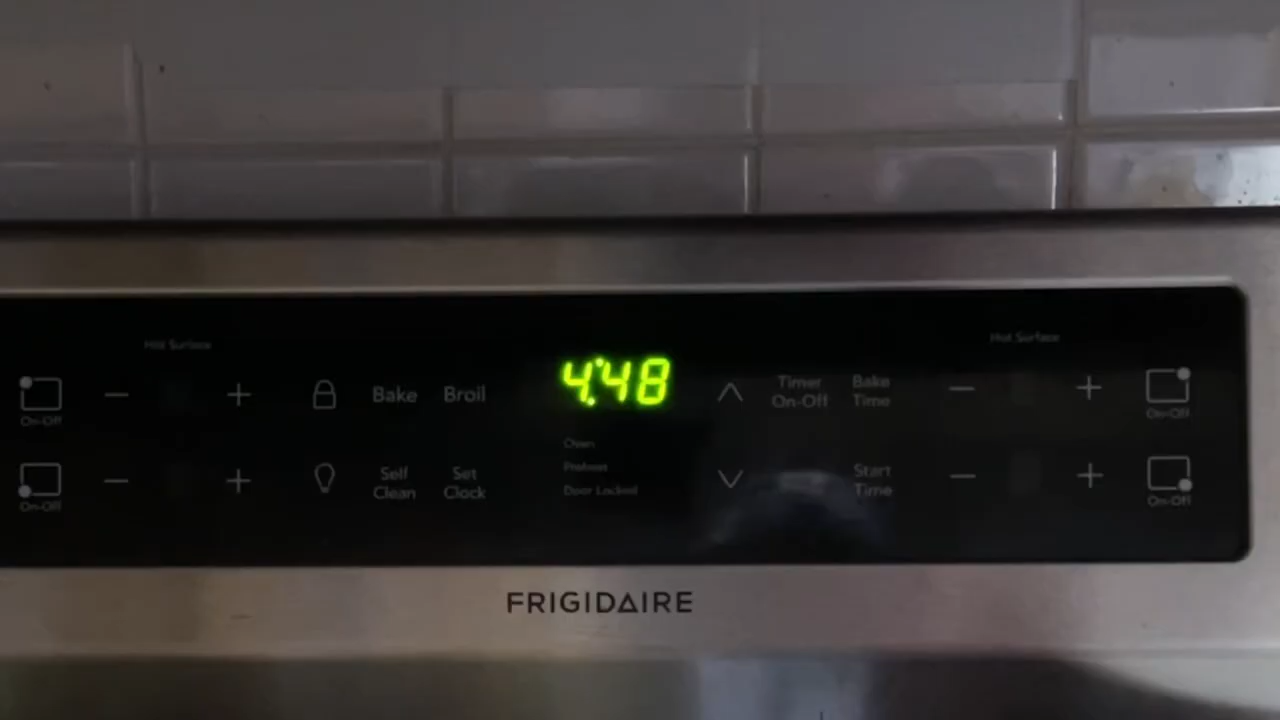 Hot Surface
Hot Surface
4:48
Bake Broil
Timer On-Off
Bake Time
On-Off
On-Off
Oven
Preheat
Door Locked
Self Clean
Set Clock
Start Time
On-Off
On-Off
FRIGIDAIRE